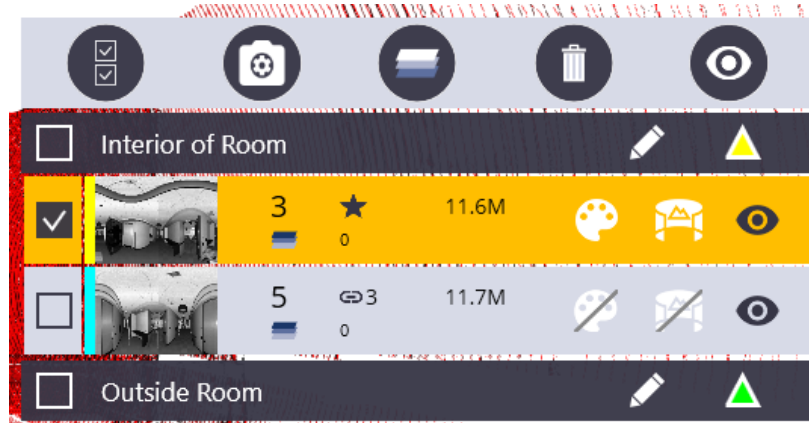 Interior of Room
3 11.6M
0
5 3 11.7M
0
Outside Room